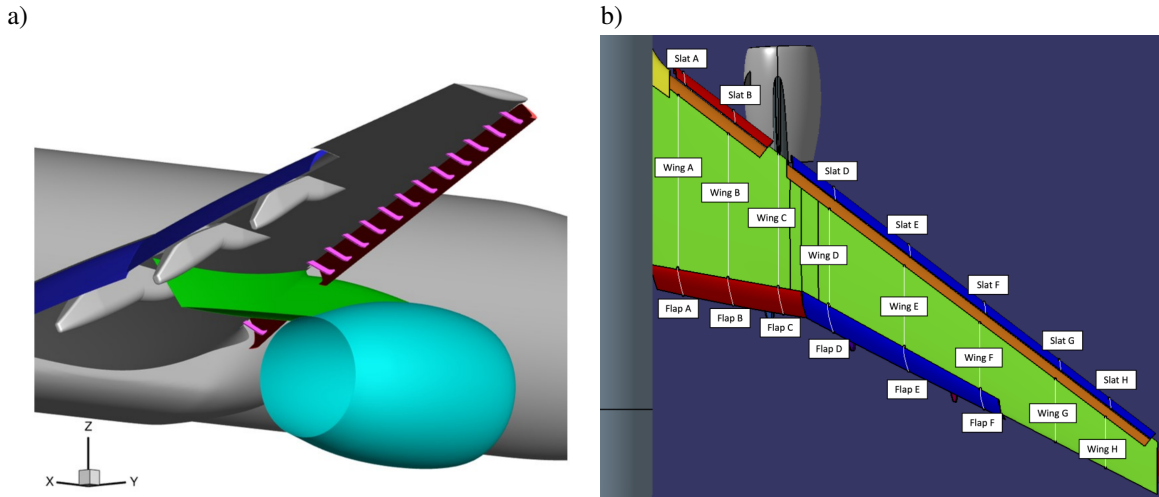 a)
b)
Z
X
Y
Slat A
Slat B
Wing A
Slat D
Wing B
Wing C
Slat E
Wing D
Slat F
Flap A
Wing E
Flap B
Flap C
Slat G
Flap D
Wing F
Slat H
Flap E
Wing G
Flap F
Wing H